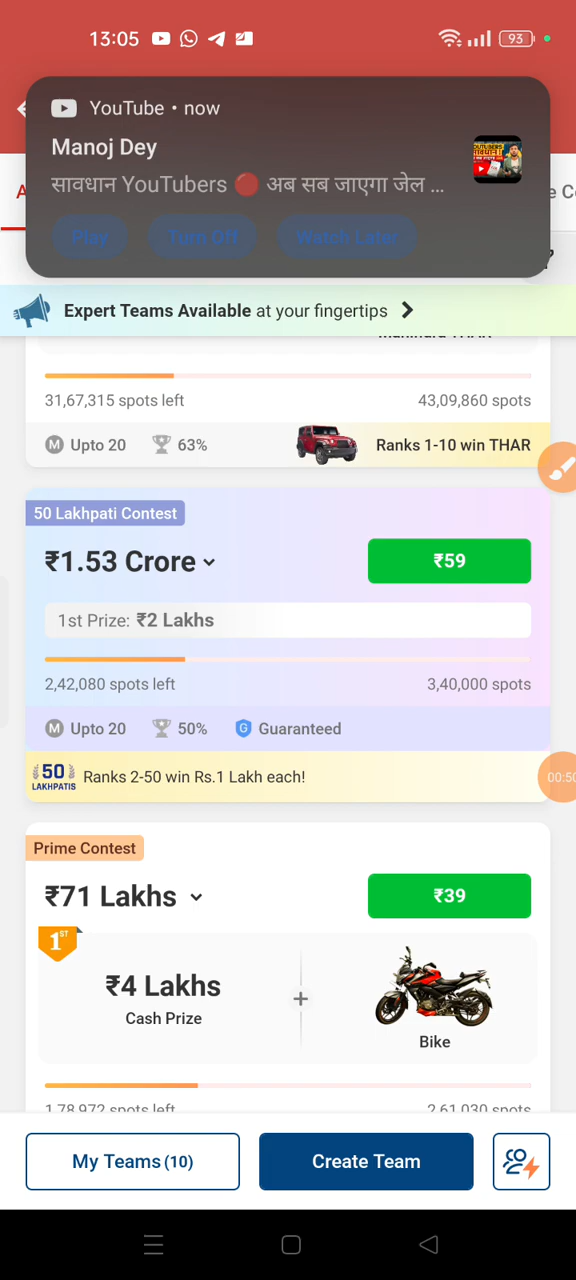 13:05
93
YouTube • now
Manoj Dey
सावधान YouTubers 🔴 अब सब जाएगा जेल ...
Play
Turn Off
Watch Later
Expert Teams Available at your fingertips
31,67,315 spots left
43,09,860 spots
M Upto 20
63%
Ranks 1-10 win THAR
50 Lakhpati Contest
₹1.53 Crore
₹59
1st Prize: ₹2 Lakhs
2,42,080 spots left
3,40,000 spots
M Upto 20
50%
G Guaranteed
50 LAKHPATIS
Ranks 2-50 win Rs.1 Lakh each!
00:50
Prime Contest
₹71 Lakhs
₹39
1ST
₹4 Lakhs
Cash Prize
+
Bike
1,78,972 spots left
2,61,030 spots
My Teams (10)
Create Team